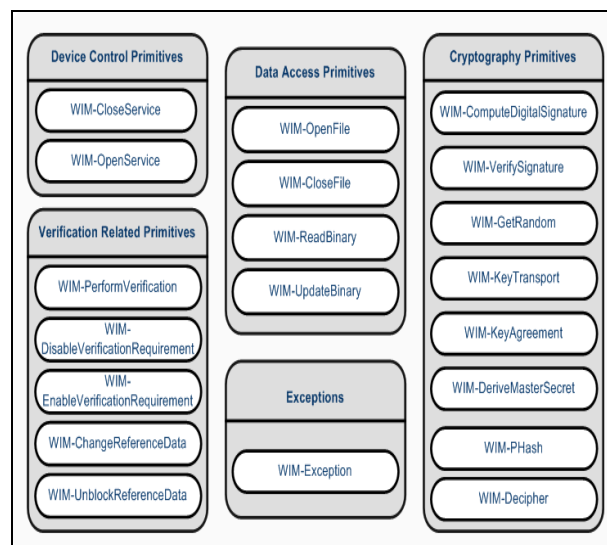 Device Control Primitives
WIM-CloseService
WIM-OpenService
Verification Related Primitives
WIM-PerformVerification
WIM-
DisableVerificationRequirement
WIM-
EnableVerificationRequirement
WIM-ChangeReferenceData
WIM-UnblockReferenceData
Data Access Primitives
WIM-OpenFile
WIM-CloseFile
WIM-ReadBinary
WIM-UpdateBinary
Exceptions
WIM-Exception
Cryptography Primitives
WIM-ComputeDigitalSignature
WIM-VerifySignature
WIM-GetRandom
WIM-KeyTransport
WIM-KeyAgreement
WIM-DeriveMasterSecret
WIM-PHash
WIM-Decipher